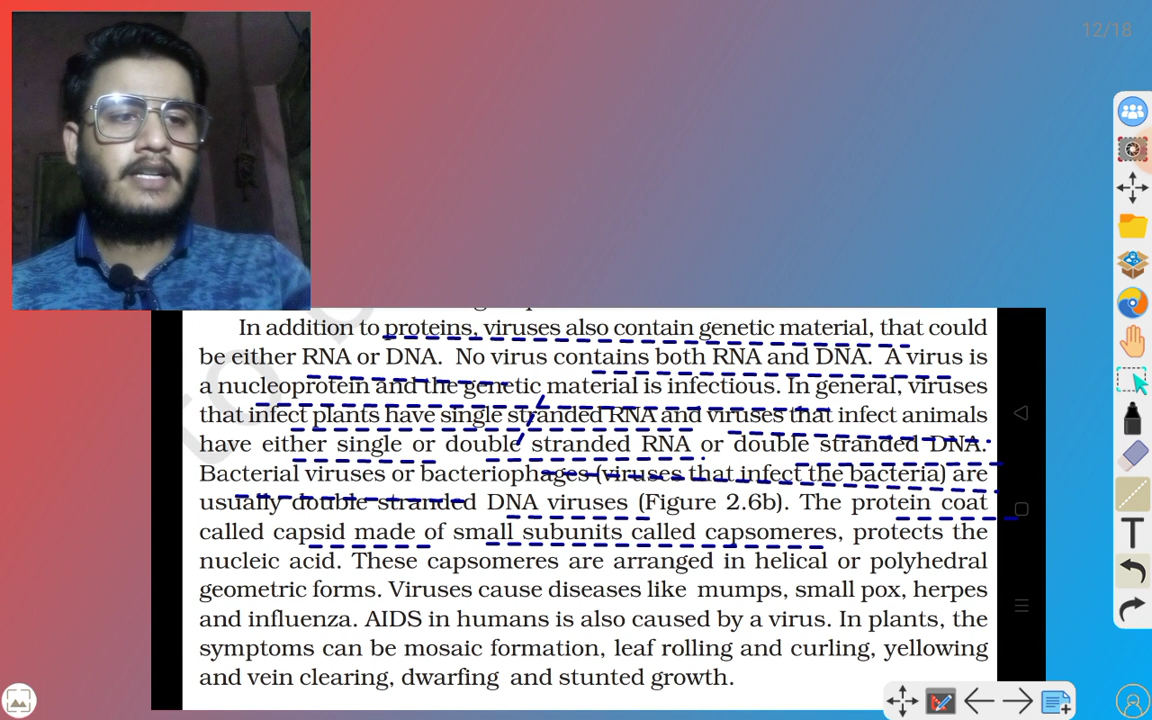 12/18
In addition to proteins, viruses also contain genetic material, that could
be either RNA or DNA. No virus contains both RNA and DNA. A virus is
a nucleoprotein and the genetic material is infectious. In general, viruses
that infect plants have single stranded RNA and viruses that infect animals
have either single or double stranded RNA or double stranded DNA.
Bacterial viruses or bacteriophages (viruses that infect the bacteria) are
usually double stranded DNA viruses (Figure 2.6b). The protein coat
called capsid made of small subunits called capsomeres, protects the
nucleic acid. These capsomeres are arranged in helical or polyhedral
geometric forms. Viruses cause diseases like mumps, small pox, herpes
and influenza. AIDS in humans is also caused by a virus. In plants, the
symptoms can be mosaic formation, leaf rolling and curling, yellowing
and vein clearing, dwarfing and stunted growth.
T